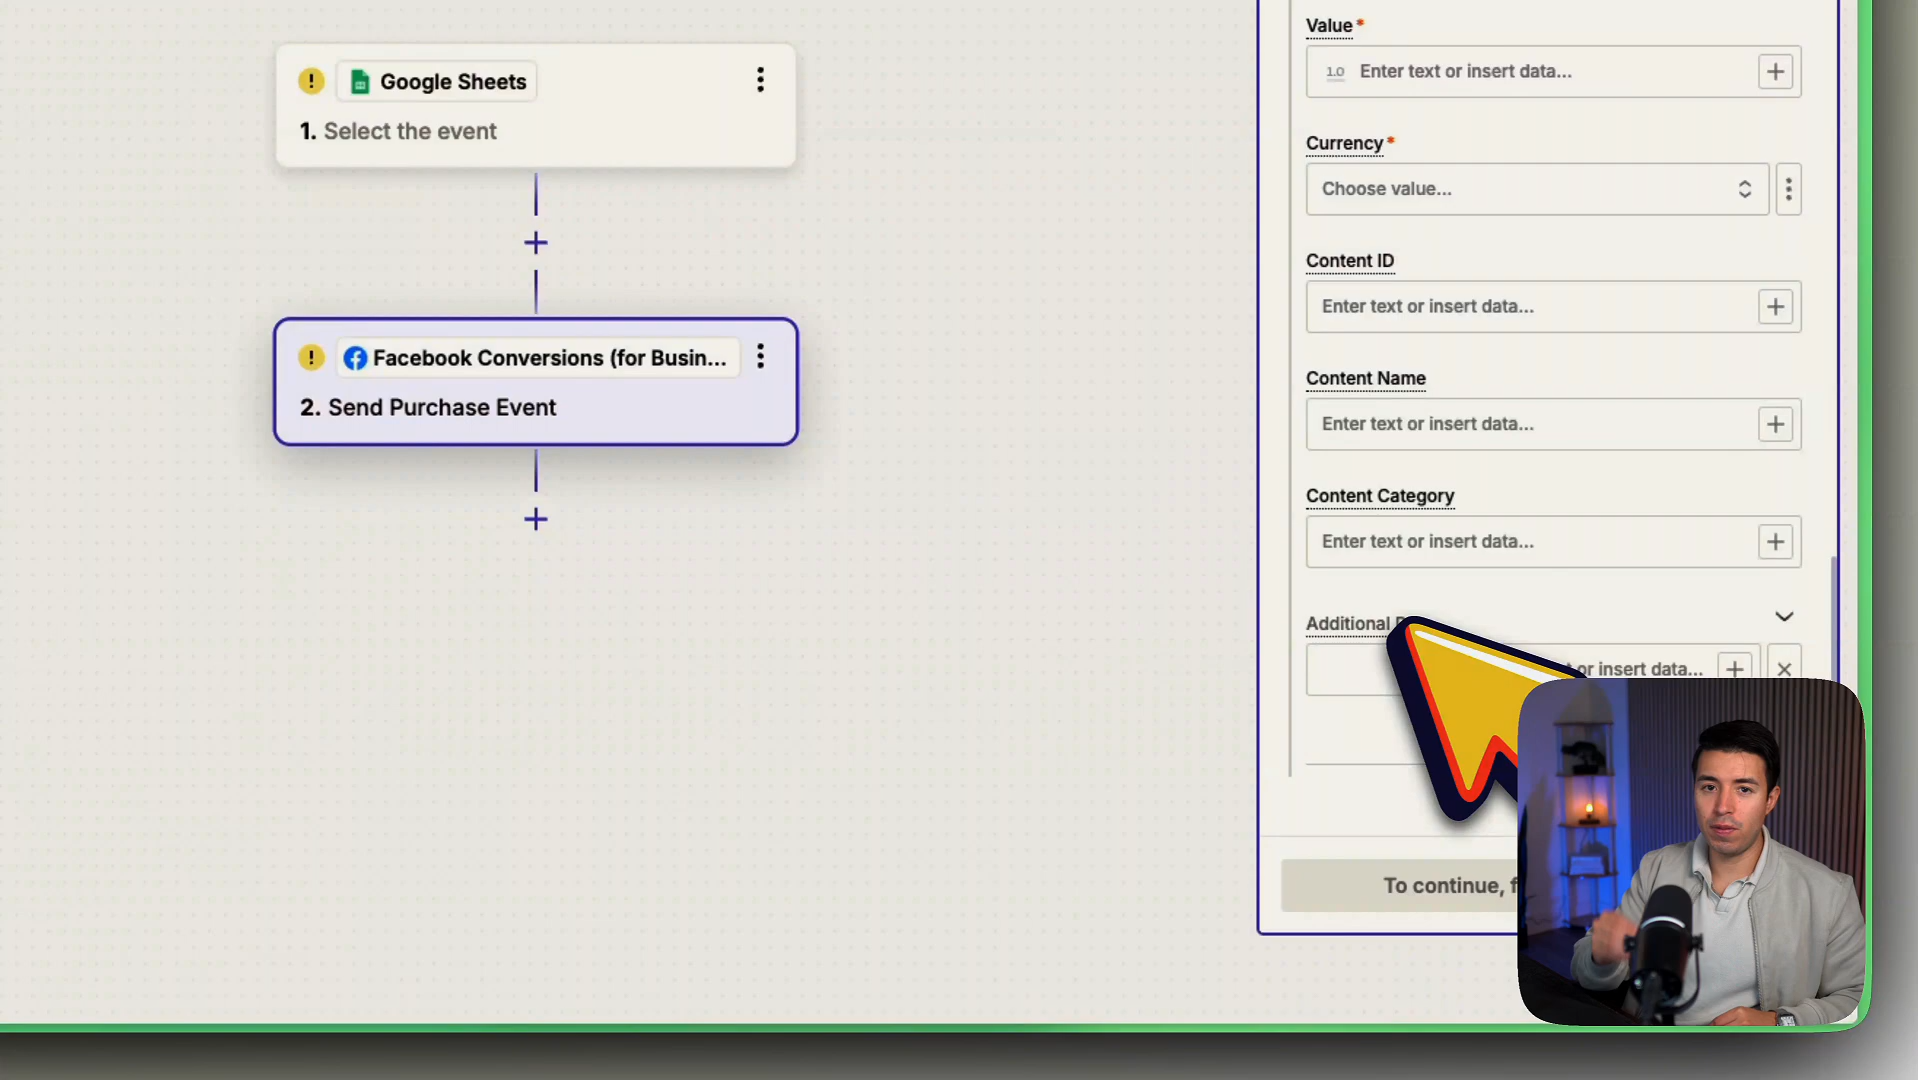 Google Sheets
1. Select the event
Facebook Conversions (for Busin...
2. Send Purchase Event
Value*
1.0 Enter text or insert data...
Currency*
Choose value...
Content ID
Enter text or insert data...
Content Name
Enter text or insert data...
Content Category
Enter text or insert data...
Additional
or insert data...
To continue, f